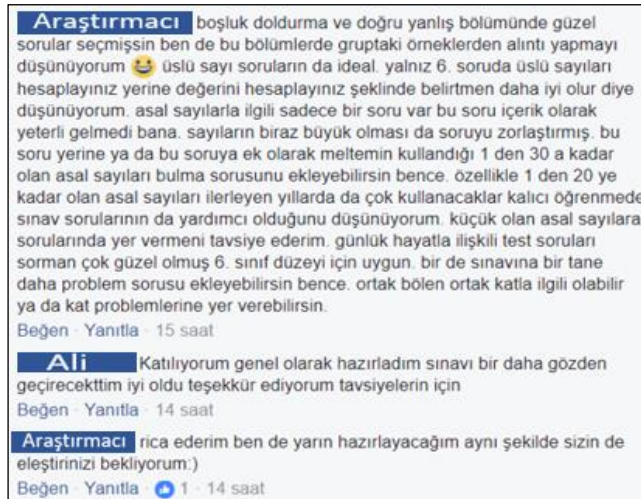 Araştırmacı boşluk doldurma ve doğru yanlış bölümünde güzel
sorular seçmişsin ben de bu bölümlerde gruptaki örneklerden alıntı yapmayı
düşünüyorum 😀 üslü sayı soruların da ideal. yalnız 6. soruda üslü sayıları
hesaplayınız yerine değerini hesaplayınız şeklinde belirtmen daha iyi olur diye
düşünüyorum. asal sayılarla ilgili sadece bir soru var bu soru içerik olarak
yeterli gelmedi bana. sayıların biraz büyük olması da soruyu zorlaştırmış. bu
soru yerine ya da bu soruya ek olarak meltemin kullandığı 1 den 30 a kadar
olan asal sayıları bulma sorusunu ekleyebilirsin bence. özellikle 1 den 20 ye
kadar olan asal sayıları ilerleyen yıllarda da çok kullanacaklar kalıcı öğrenmede
sınav sorularının da yardımcı olduğunu düşünüyorum. küçük olan asal sayılara
sorularında yer vermeni tavsiye ederim. günlük hayatla ilişkili test soruları
sorman çok güzel olmuş 6. sınıf düzeyi için uygun. bir de sınavına bir tane
daha problem sorusu ekleyebilirsin bence. ortak bölen ortak katla ilgili olabilir
ya da kat problemlerine yer verebilirsin.
Beğen · Yanıtla · 15 saat
Ali Katılıyorum genel olarak hazırladım sınavı bir daha gözden
geçirecekttim iyi oldu teşekkür ediyorum tavsiyelerin için
Beğen · Yanıtla · 14 saat
Araştırmacı rica ederim ben de yarın hazırlayacağım aynı şekilde sizin de
eleştirinizi bekliyorum:)
Beğen · Yanıtla · 1 · 14 saat